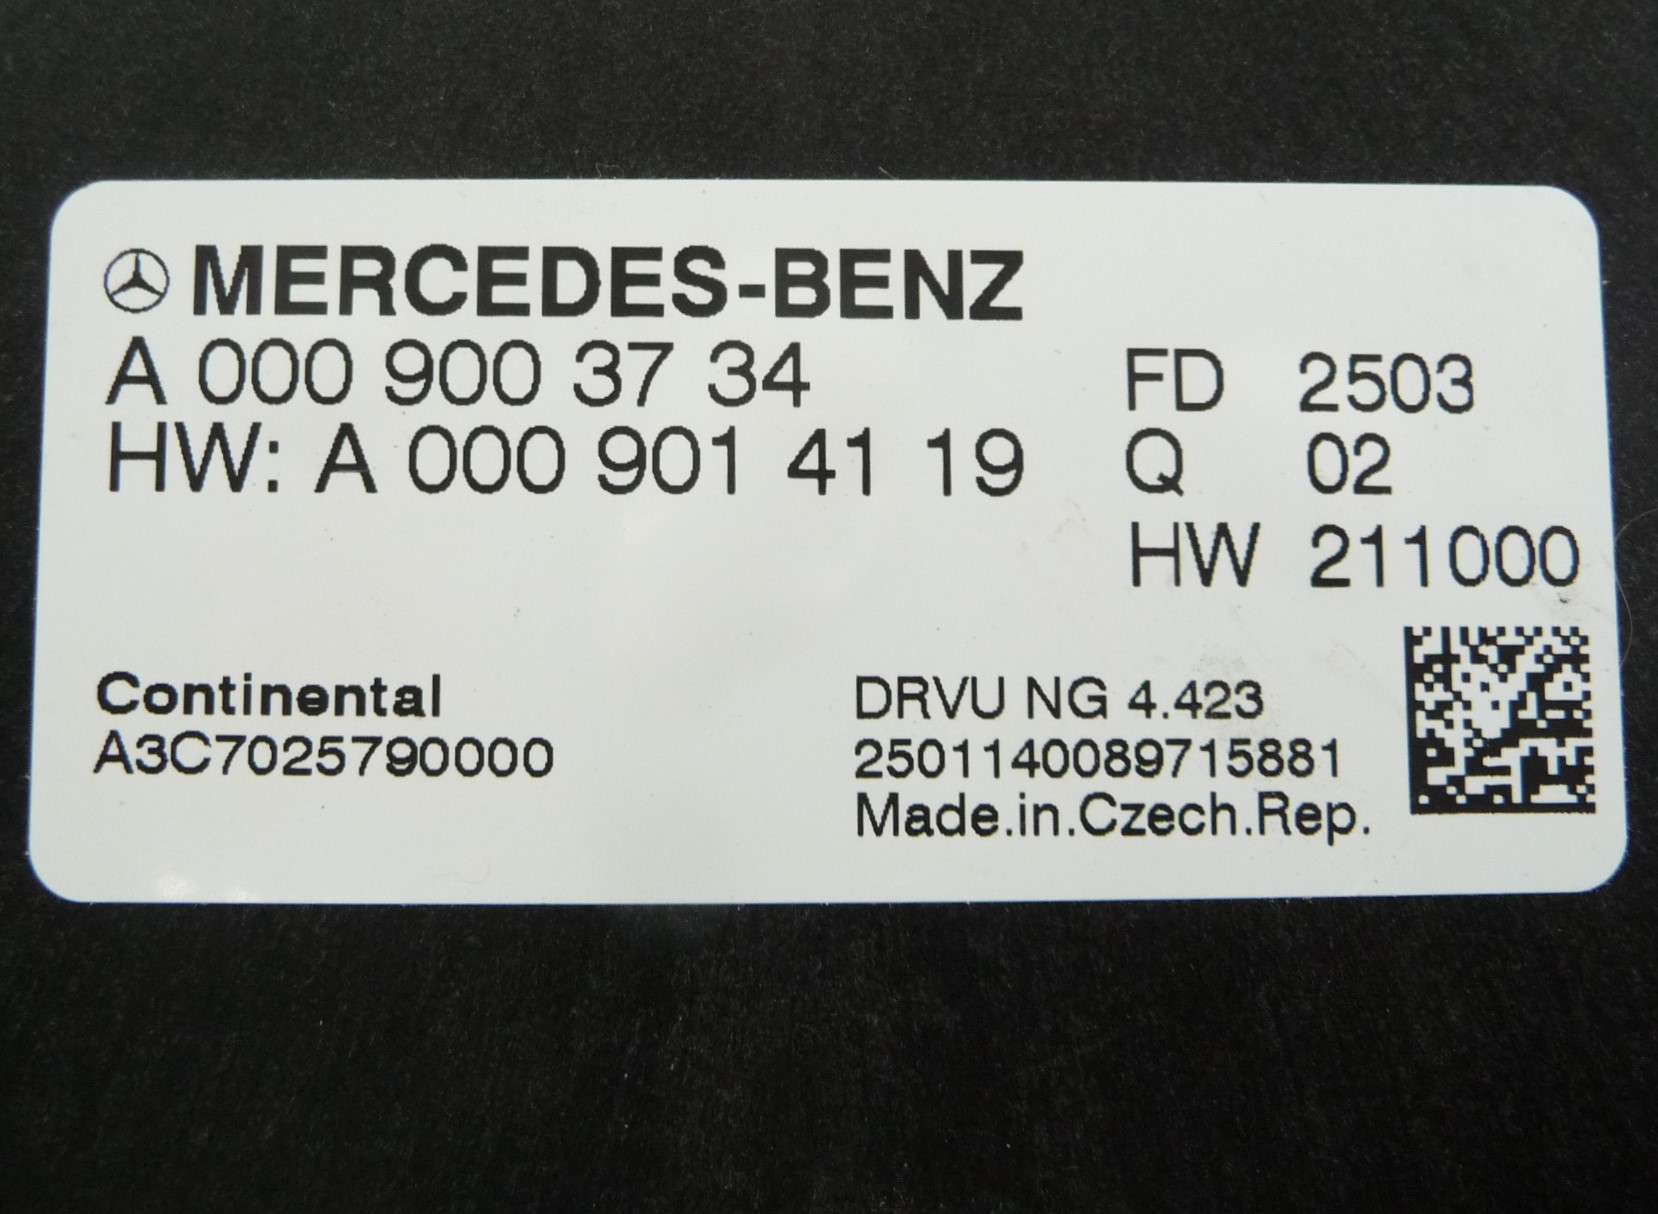 MERCEDES-BENZ
A 000 900 37 34
HW: A 000 901 41 19
FD 2503
Q 02
HW 211000
Continental
A3C7025790000
DRVU NG 4.423
2501140089715881
Made.in.Czech.Rep.